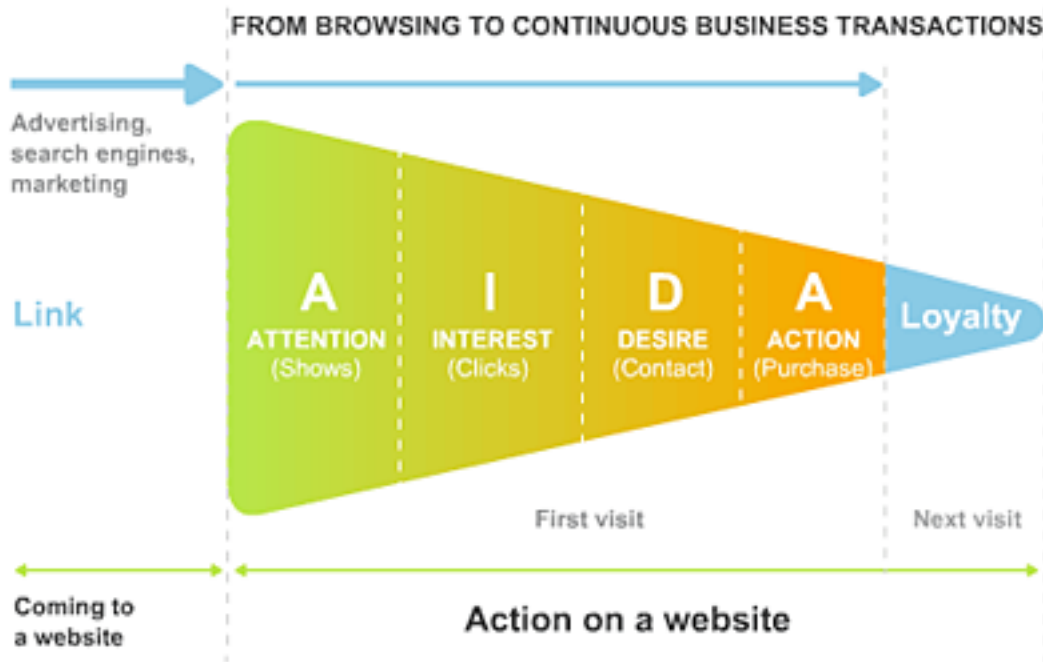 FROM BROWSING TO CONTINUOUS BUSINESS TRANSACTIONS
Advertising,
search engines,
marketing
Link
A
ATTENTION
(Shows)
I
INTEREST
(Clicks)
D
DESIRE
(Contact)
A
ACTION
(Purchase)
Loyalty
First visit
Next visit
Coming to
a website
Action on a website